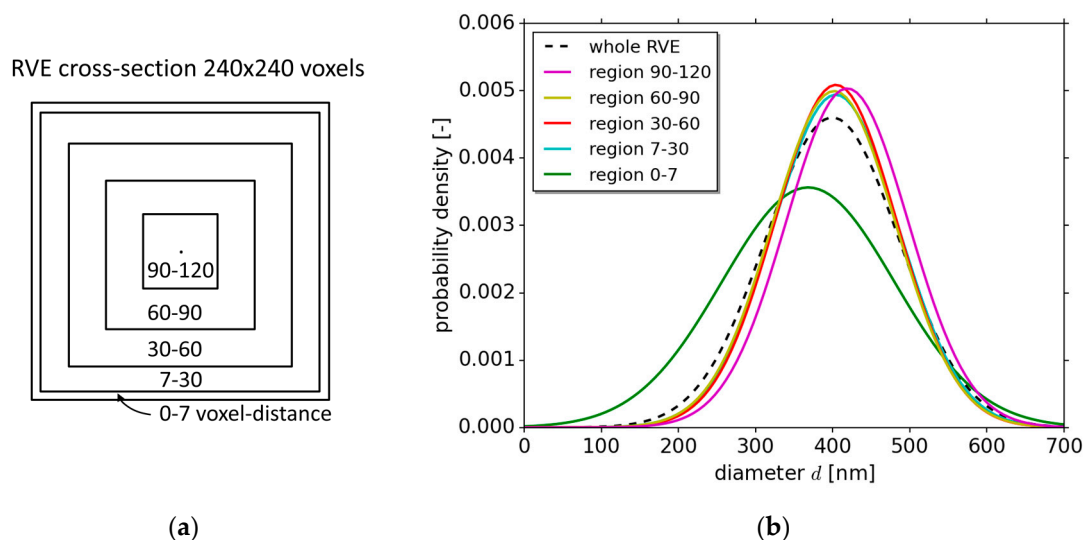 RVE cross-section 240x240 voxels
90-120
60-90
30-60
7-30
0-7 voxel-distance
(a)
0.006
0.005
0.004
0.003
0.002
0.001
0.000
probability density [-]
whole RVE
region 90-120
region 60-90
region 30-60
region 7-30
region 0-7
0 100 200 300 400 500 600 700
diameter d [nm]
(b)